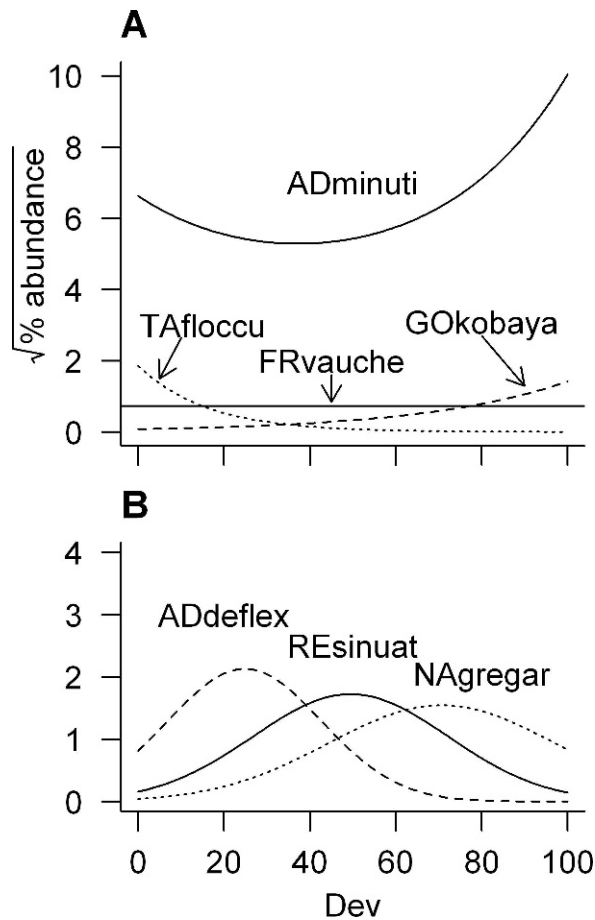 A
10
8
6
4
2
0
√% abundance
ADminuti
TAfloccu
GOkobaya
FRvauche
B
4
3
2
1
0
ADdeflex
REsinuat
NAgregar
0 20 40 60 80 100
Dev